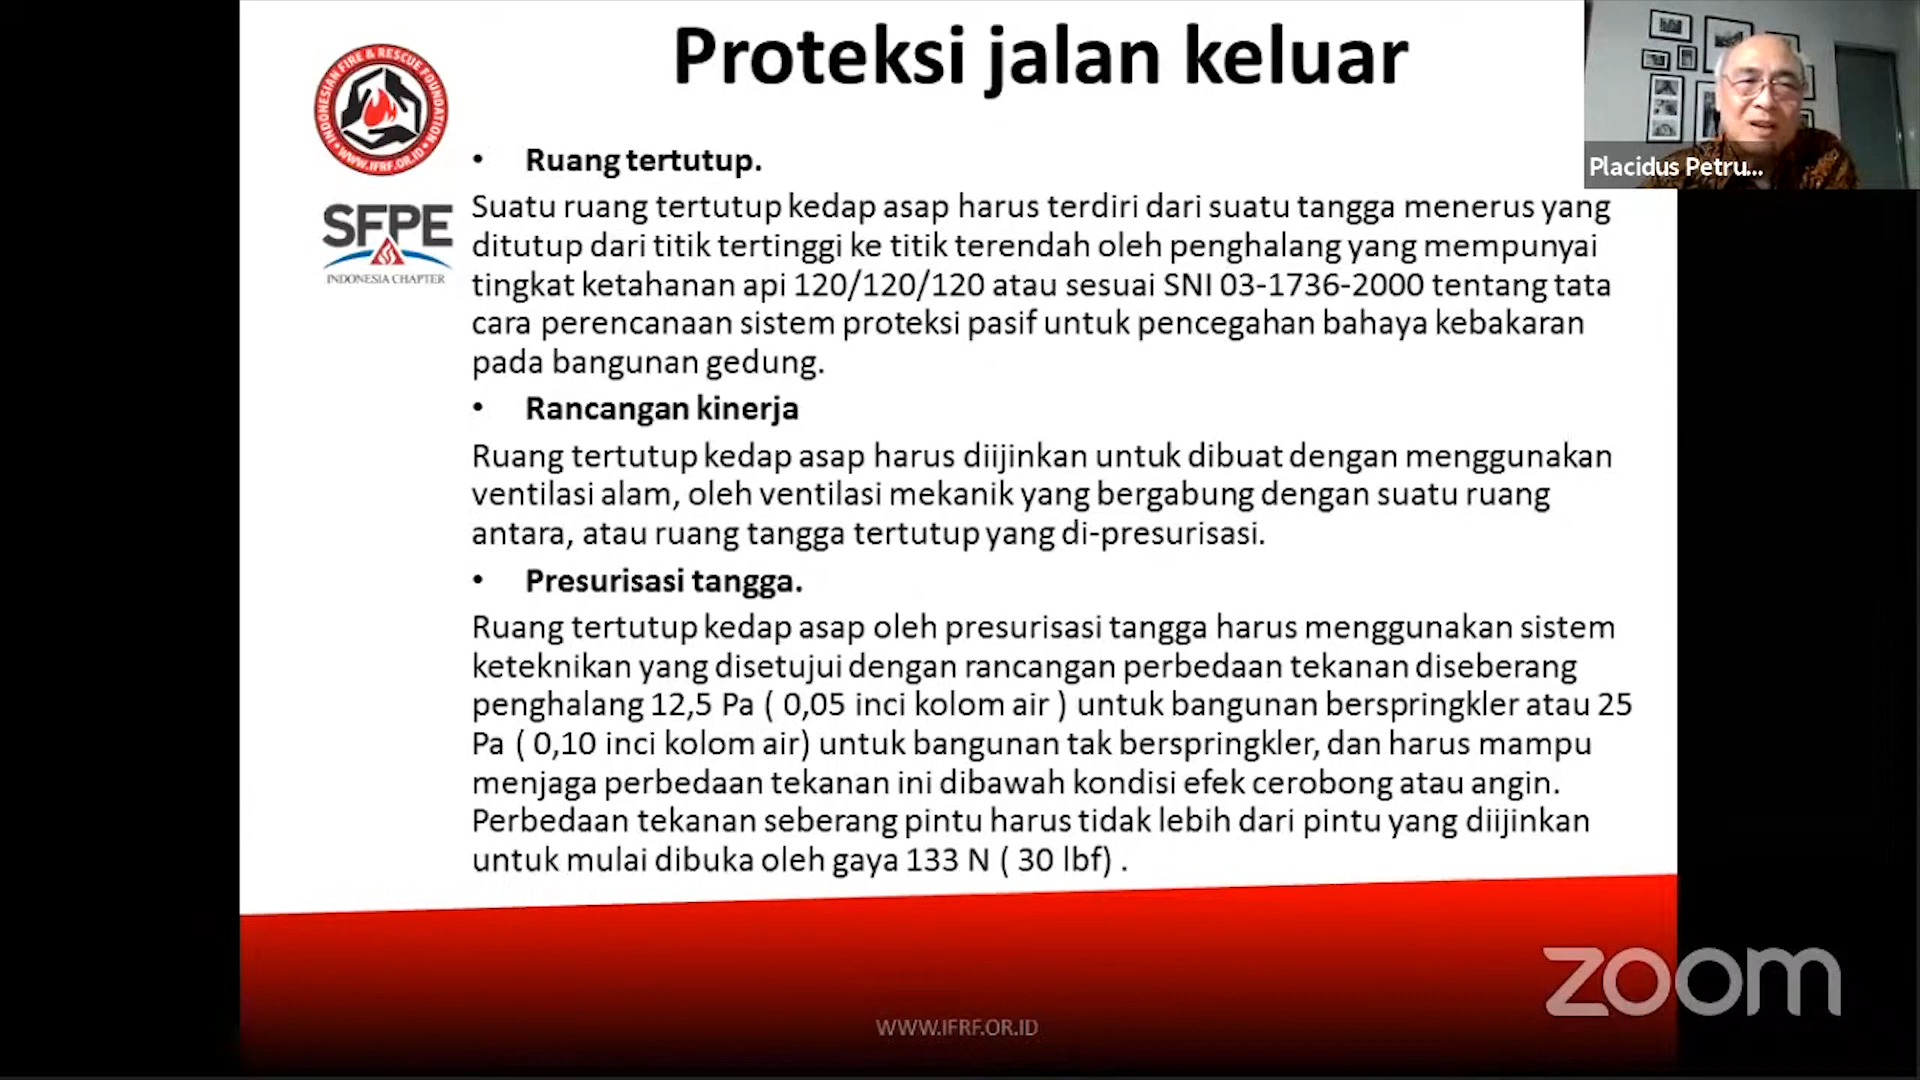 Proteksi jalan keluar
INDONESIAN FIRE & RESCUE FOUNDATION
WWW.IFRF.OR.ID
SFPE
INDONESIA CHAPTER
Placidus Petru...
• Ruang tertutup.
Suatu ruang tertutup kedap asap harus terdiri dari suatu tangga menerus yang
ditutup dari titik tertinggi ke titik terendah oleh penghalang yang mempunyai
tingkat ketahanan api 120/120/120 atau sesuai SNI 03-1736-2000 tentang tata
cara perencanaan sistem proteksi pasif untuk pencegahan bahaya kebakaran
pada bangunan gedung.
• Rancangan kinerja
Ruang tertutup kedap asap harus diijinkan untuk dibuat dengan menggunakan
ventilasi alam, oleh ventilasi mekanik yang bergabung dengan suatu ruang
antara, atau ruang tangga tertutup yang di-presurisasi.
• Presurisasi tangga.
Ruang tertutup kedap asap oleh presurisasi tangga harus menggunakan sistem
keteknikan yang disetujui dengan rancangan perbedaan tekanan diseberang
penghalang 12,5 Pa ( 0,05 inci kolom air ) untuk bangunan berspringkler atau 25
Pa ( 0,10 inci kolom air) untuk bangunan tak berspringkler, dan harus mampu
menjaga perbedaan tekanan ini dibawah kondisi efek cerobong atau angin.
Perbedaan tekanan seberang pintu harus tidak lebih dari pintu yang diijinkan
untuk mulai dibuka oleh gaya 133 N ( 30 lbf) .
zoom
WWW.IFRF.OR.ID